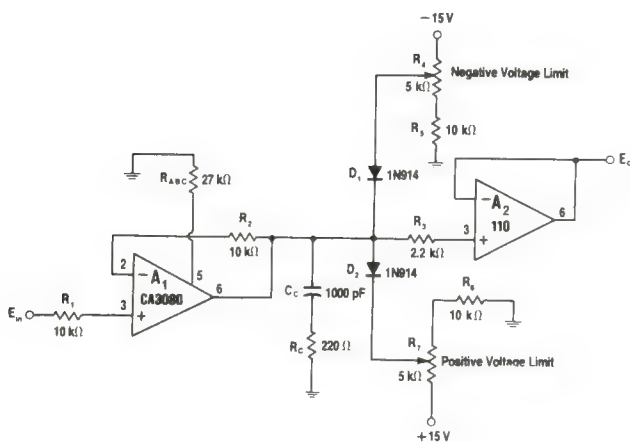 −15 V
R4
5 kΩ
Negative Voltage Limit
R5
10 kΩ
RABC
27 kΩ
D1
1N914
Eo
− A2
110
6
3
+
R2
10 kΩ
R3
2.2 kΩ
2
− A1
5
CA3080
6
Ein
R1
10 kΩ
3
+
CC
1000 pF
D2
1N914
R6
10 kΩ
RC
220 Ω
R7
5 kΩ
Positive Voltage Limit
+15 V